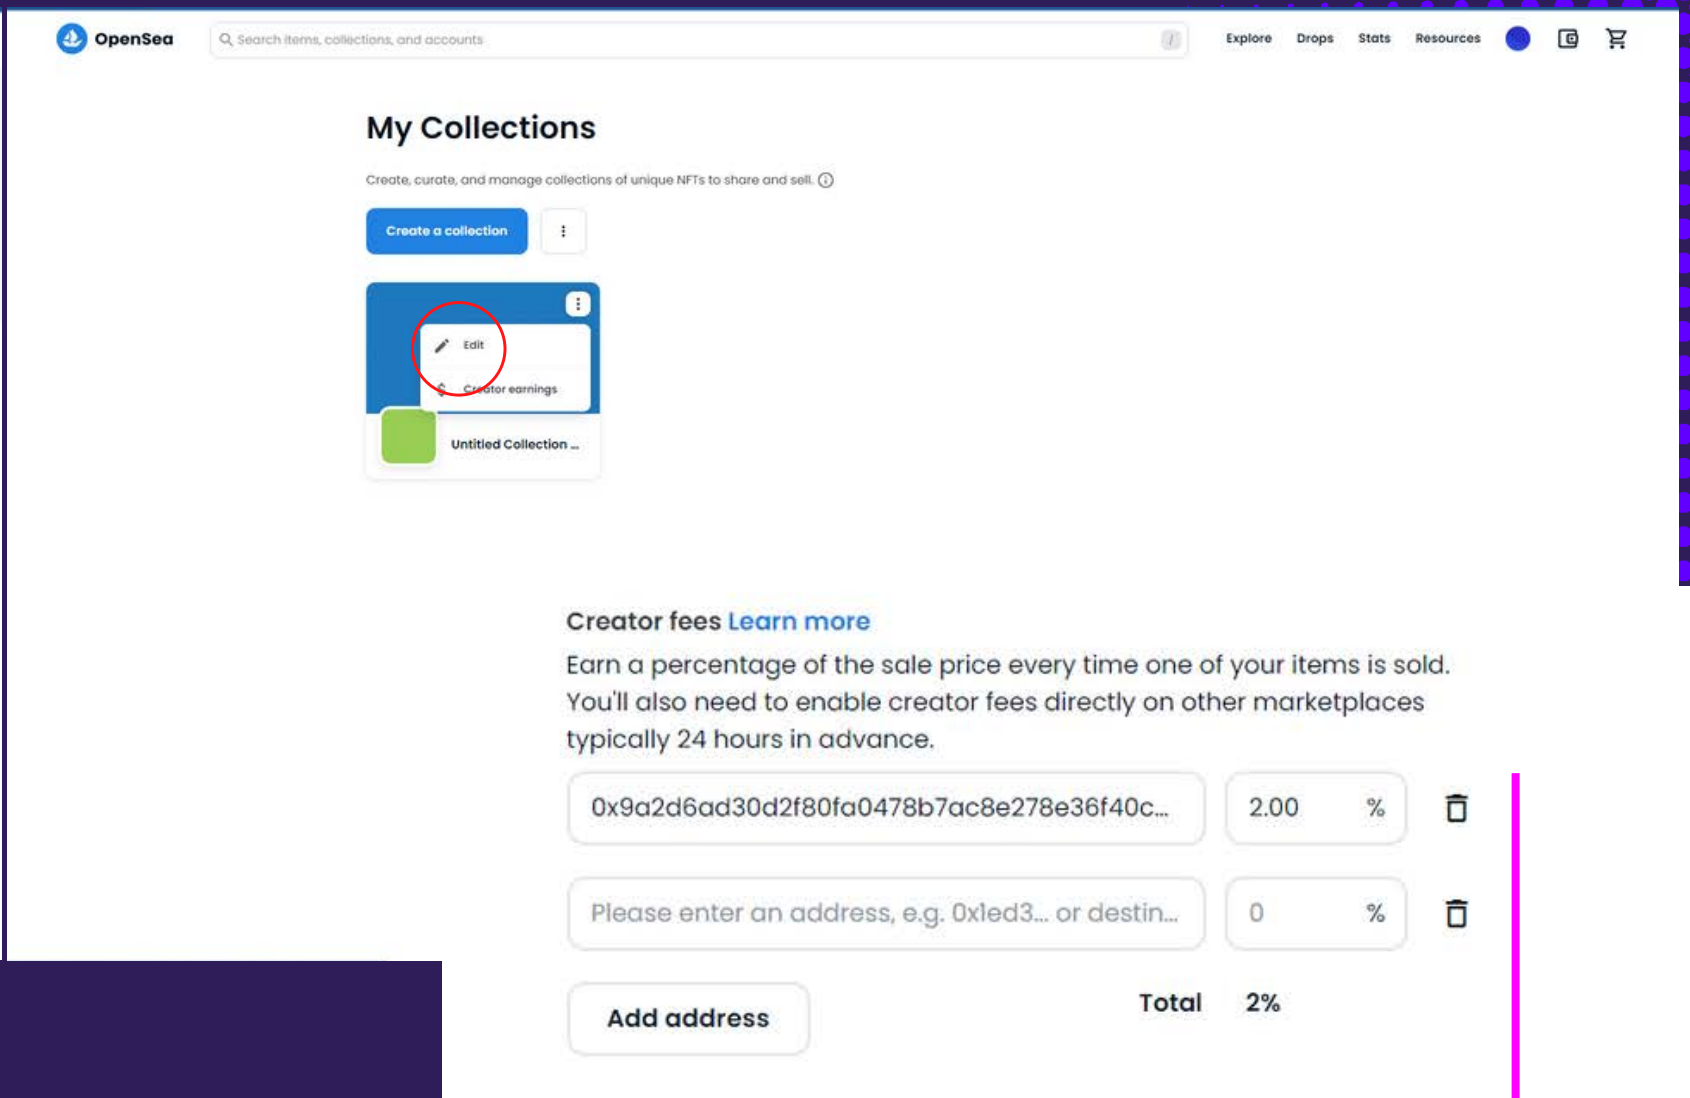 OpenSea
Search items, collections, and accounts
/
Explore Drops Stats Resources
My Collections
Create, curate, and manage collections of unique NFTs to share and sell.
Create a collection
Edit
Creator earnings
Untitled Collection ...
Creator fees Learn more
Earn a percentage of the sale price every time one of your items is sold.
You'll also need to enable creator fees directly on other marketplaces
typically 24 hours in advance.
0x9a2d6ad30d2f80fa0478b7ac8e278e36f40c... 2.00 %
Please enter an address, e.g. 0x1ed3... or destin... 0 %
Add address Total 2%